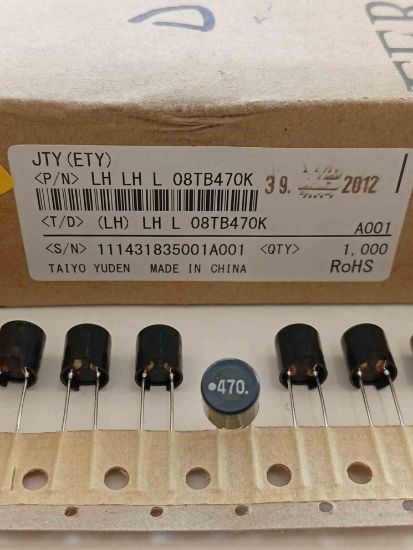 JTY(ETY)
<P/N> LH LH L 08TB470K 39. 2012
<T/D> (LH) LH L 08TB470K A001
<S/N> 111431835001A001 <QTY> 1,000
TAIYO YUDEN MADE IN CHINA RoHS
470.